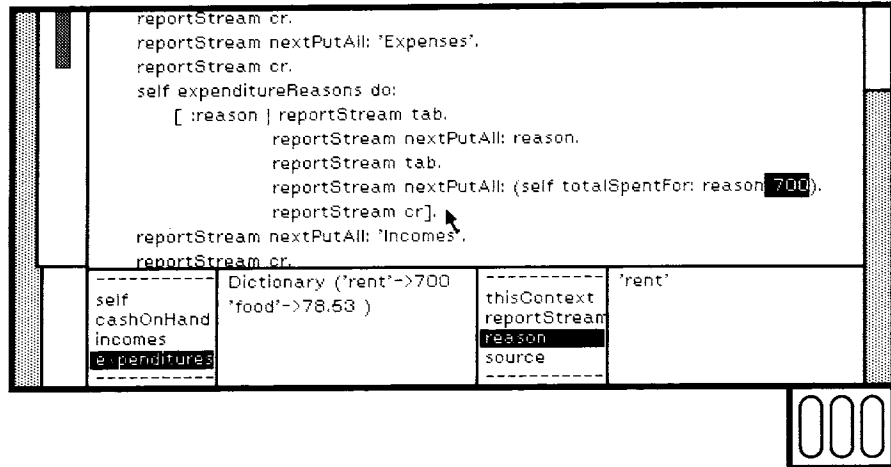 reportStream cr.
reportStream nextPutAll: 'Expenses'.
reportStream cr.
self expenditureReasons do:
[ :reason | reportStream tab.
reportStream nextPutAll: reason.
reportStream tab.
reportStream nextPutAll: (self totalSpentFor: reason 700).
reportStream cr].
reportStream nextPutAll: 'Incomes'.
reportStream cr.
------------
self
cashOnHand
incomes
expenditures
------------
Dictionary ('rent'->700
'food'->78.53 )
------------
thisContext
reportStream
reason
source
------------
'rent'